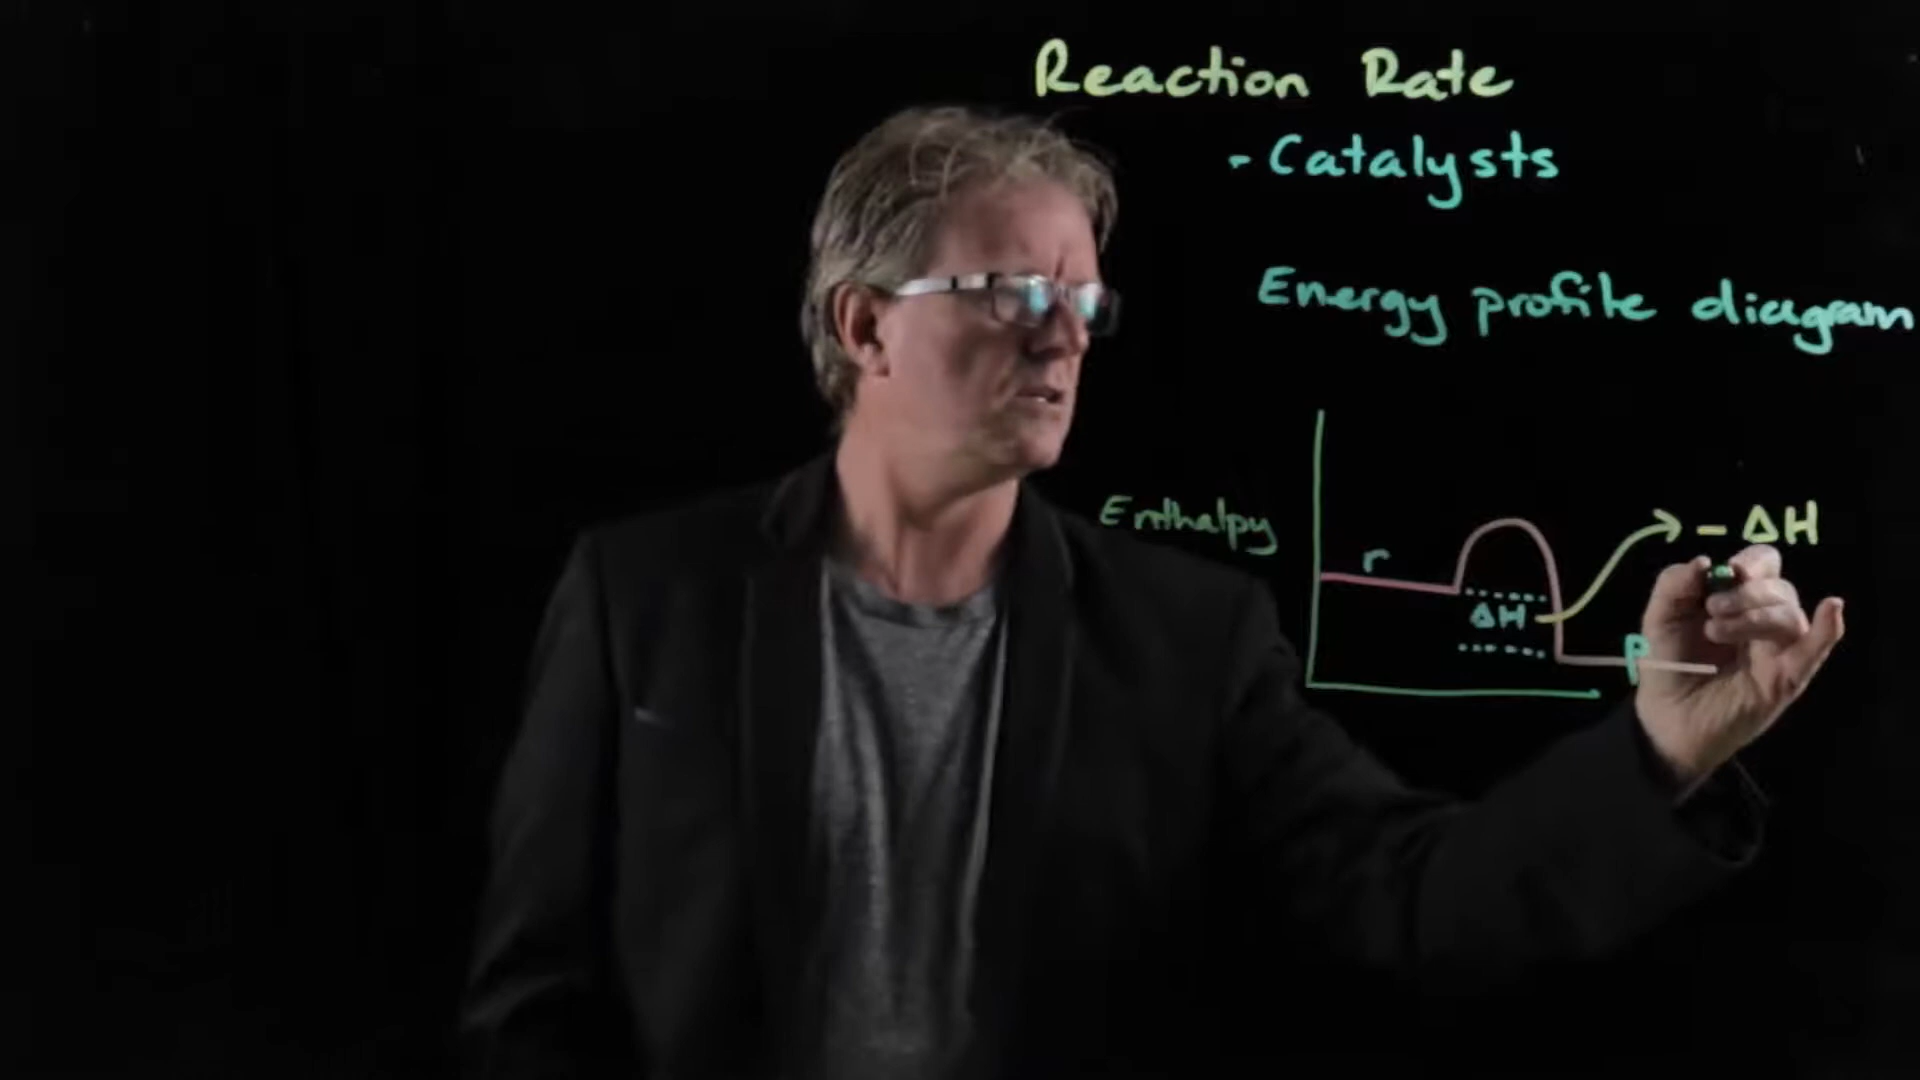 Reaction Rate
- Catalysts
Energy profile diagram
Enthalpy
r
- ΔH
ΔH
P